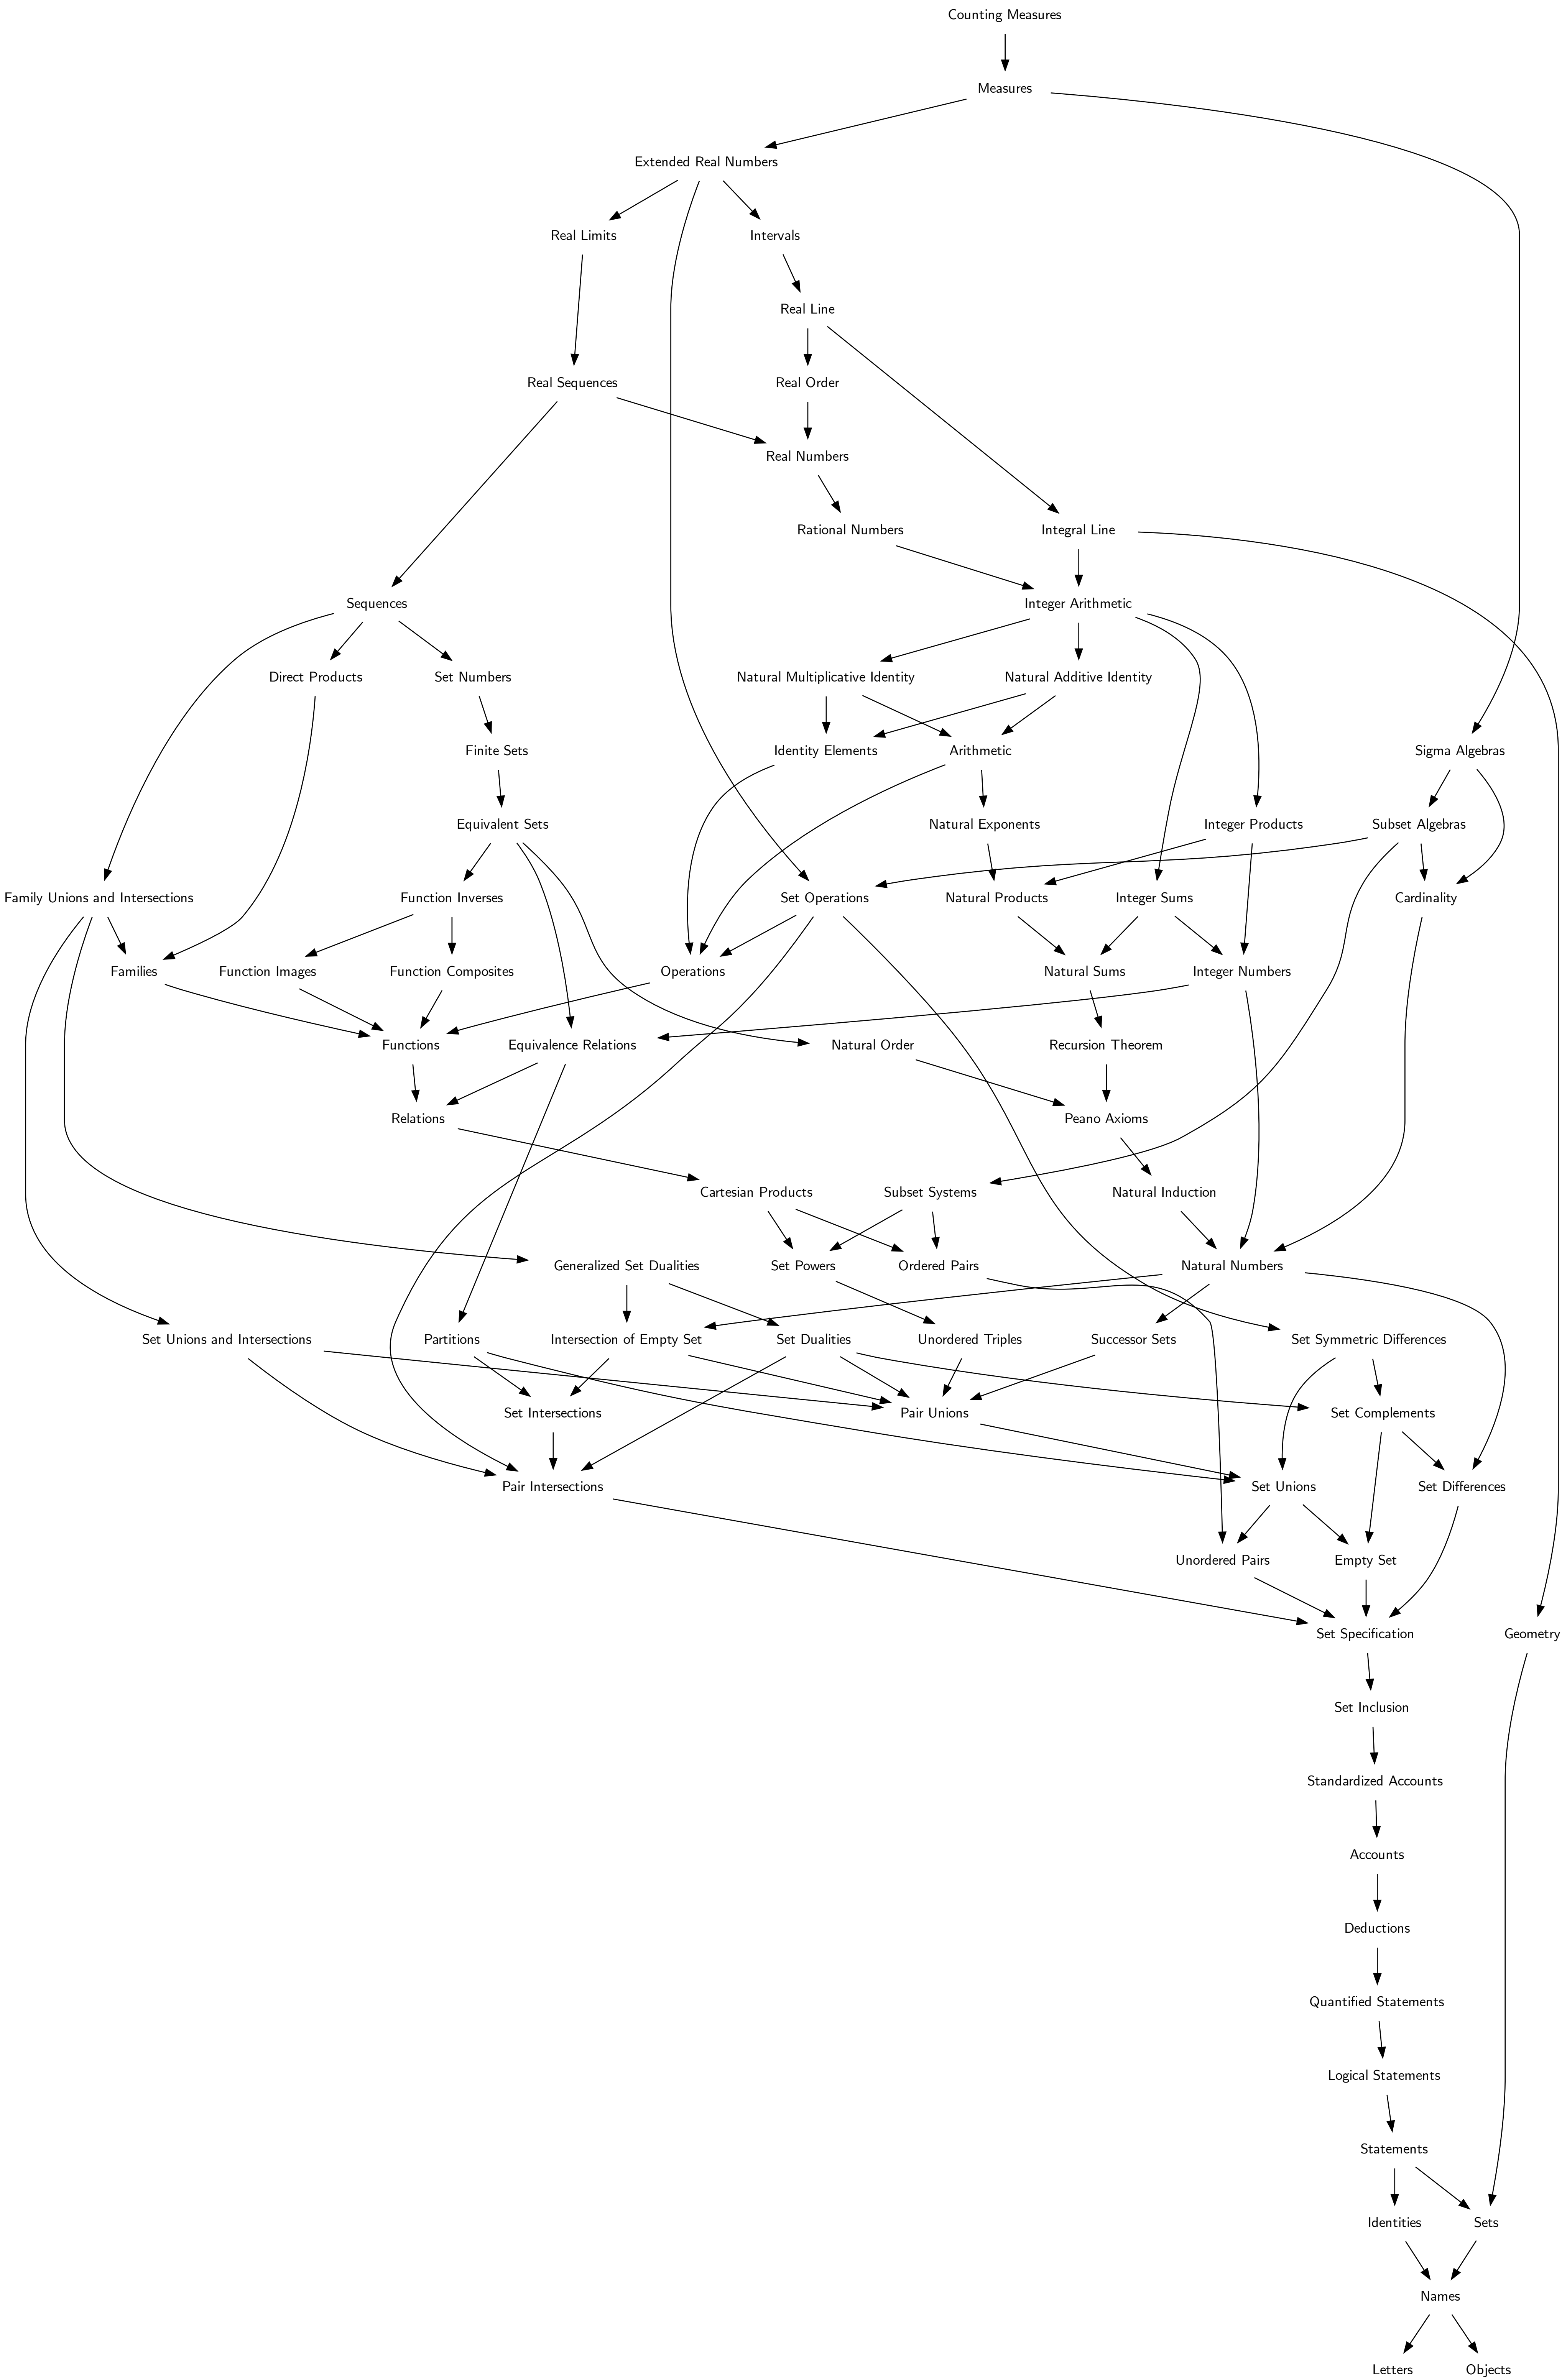 Counting Measures
Measures
Extended Real Numbers
Real Limits
Intervals
Real Line
Real Sequences
Real Order
Real Numbers
Rational Numbers
Integral Line
Sequences
Integer Arithmetic
Direct Products
Set Numbers
Natural Multiplicative Identity
Natural Additive Identity
Finite Sets
Identity Elements
Arithmetic
Sigma Algebras
Equivalent Sets
Natural Exponents
Integer Products
Subset Algebras
Family Unions and Intersections
Function Inverses
Set Operations
Natural Products
Integer Sums
Cardinality
Families
Function Images
Function Composites
Operations
Natural Sums
Integer Numbers
Functions
Equivalence Relations
Natural Order
Recursion Theorem
Relations
Peano Axioms
Cartesian Products
Subset Systems
Natural Induction
Generalized Set Dualities
Set Powers
Ordered Pairs
Natural Numbers
Set Unions and Intersections
Partitions
Intersection of Empty Set
Set Dualities
Unordered Triples
Successor Sets
Set Symmetric Differences
Set Intersections
Pair Unions
Set Complements
Pair Intersections
Set Unions
Set Differences
Unordered Pairs
Empty Set
Set Specification
Geometry
Set Inclusion
Standardized Accounts
Accounts
Deductions
Quantified Statements
Logical Statements
Statements
Identities
Sets
Names
Letters
Objects